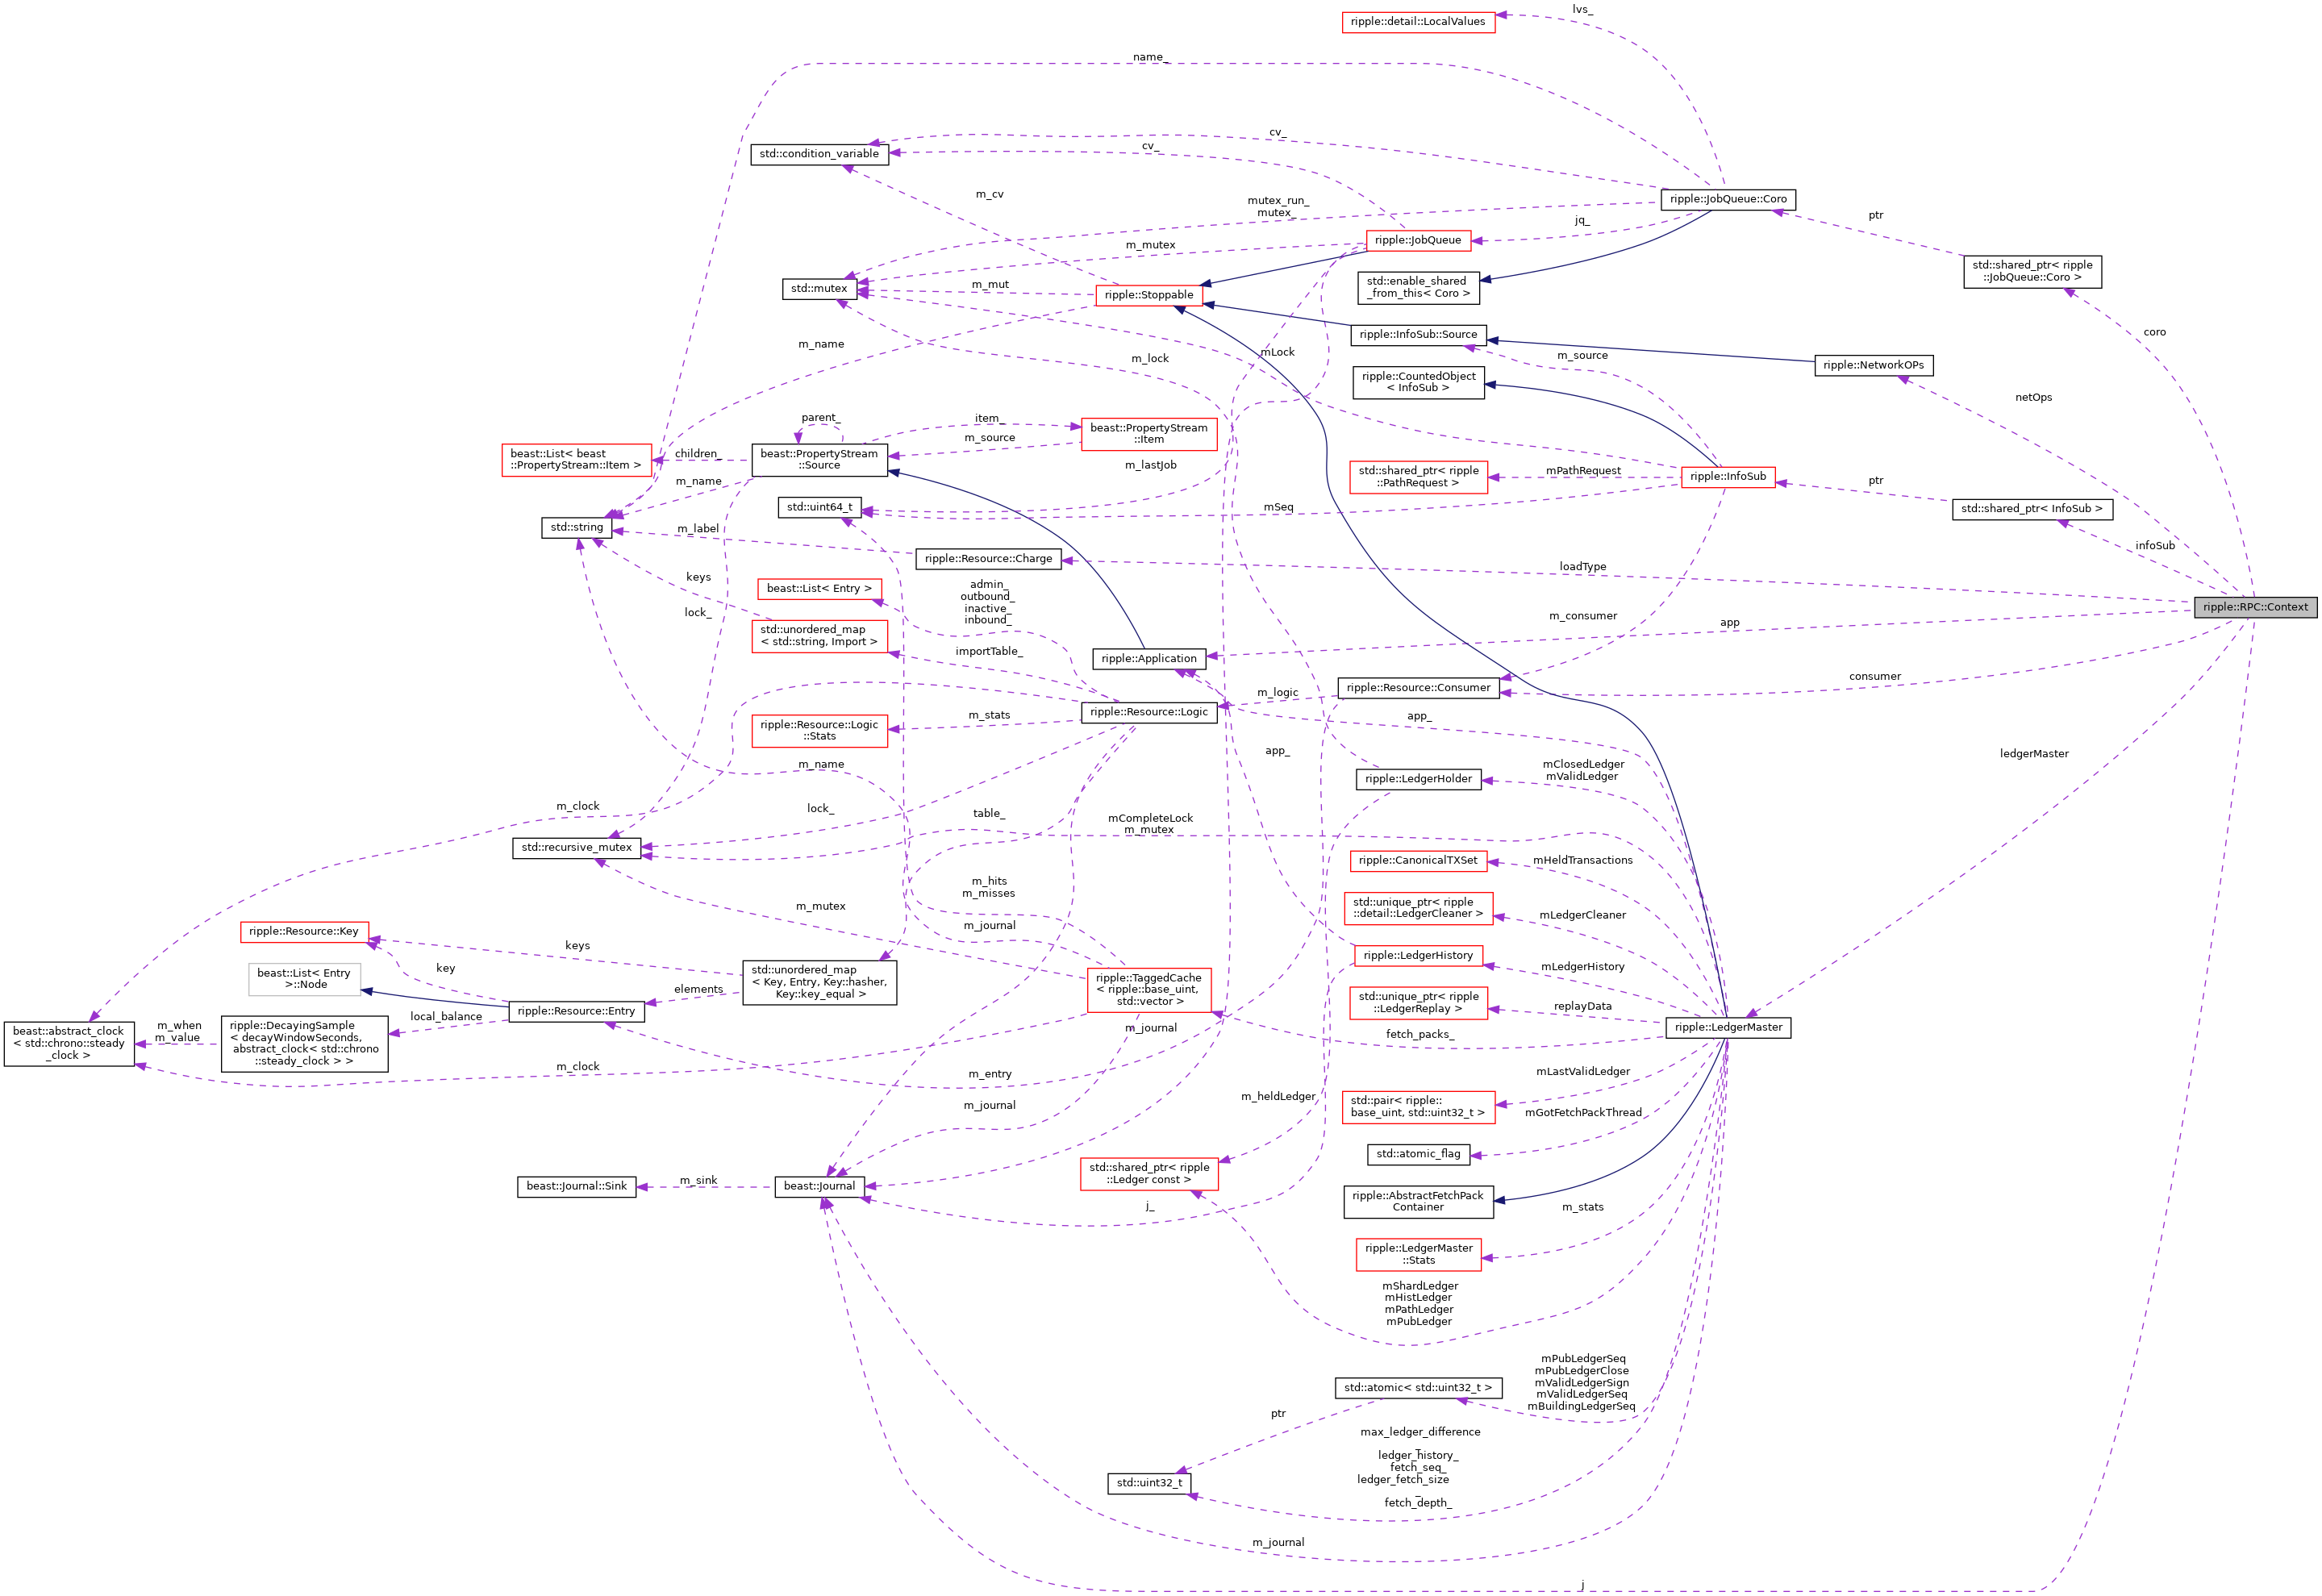 lvs_
ripple::detail::LocalValues
name_
cv_
cv_
std::condition_variable
m_cv
mutex_run_
mutex_
ripple::JobQueue::Coro
jq_
ptr
ripple::JobQueue
m_mutex
std::shared_ptr< ripple
::JobQueue::Coro >
std::enable_shared
_from_this< Coro >
std::mutex
m_mut
ripple::Stoppable
coro
ripple::InfoSub::Source
m_name
m_lock
mLock
m_source
ripple::NetworkOPs
ripple::CountedObject
< InfoSub >
netOps
parent_
item_
beast::PropertyStream
::Item
m_source
beast::List< beast
::PropertyStream::Item >
children_
beast::PropertyStream
::Source
m_lastJob
std::shared_ptr< ripple
::PathRequest >
mPathRequest
ripple::InfoSub
ptr
m_name
std::uint64_t
mSeq
std::shared_ptr< InfoSub >
std::string
m_label
infoSub
ripple::Resource::Charge
loadType
keys
beast::List< Entry >
admin_
outbound_
inactive_
inbound_
lock_
std::unordered_map
< std::string, Import >
m_consumer
app
ripple::RPC::Context
importTable_
ripple::Application
consumer
ripple::Resource::Consumer
m_logic
ripple::Resource::Logic
m_stats
ripple::Resource::Logic
::Stats
app_
app_
ledgerMaster
m_name
mClosedLedger
mValidLedger
ripple::LedgerHolder
m_clock
lock_
table_
mCompleteLock
m_mutex
std::recursive_mutex
ripple::CanonicalTXSet
mHeldTransactions
m_hits
m_misses
m_mutex
std::unique_ptr< ripple
::detail::LedgerCleaner >
mLedgerCleaner
m_journal
ripple::Resource::Key
keys
ripple::LedgerHistory
mLedgerHistory
key
beast::List< Entry
>::Node
std::unordered_map
< Key, Entry, Key::hasher,
Key::key_equal >
elements
ripple::TaggedCache
< ripple::base_uint,
std::vector >
std::unique_ptr< ripple
::LedgerReplay >
replayData
ripple::Resource::Entry
local_balance
m_journal
fetch_packs_
ripple::LedgerMaster
beast::abstract_clock
< std::chrono::steady
_clock >
m_when
m_value
ripple::DecayingSample
< decayWindowSeconds,
abstract_clock< std::chrono
::steady_clock > >
m_clock
m_entry
mLastValidLedger
m_journal
m_heldLedger
std::pair< ripple::
base_uint, std::uint32_t >
mGotFetchPackThread
std::atomic_flag
beast::Journal::Sink
m_sink
beast::Journal
std::shared_ptr< ripple
::Ledger const >
j_
ripple::AbstractFetchPack
Container
m_stats
ripple::LedgerMaster
::Stats
mShardLedger
mHistLedger
mPathLedger
mPubLedger
mPubLedgerSeq
mPubLedgerClose
mValidLedgerSign
mValidLedgerSeq
mBuildingLedgerSeq
std::atomic< std::uint32_t >
ptr
max_ledger_difference
_
ledger_history_
fetch_seq_
ledger_fetch_size
_
fetch_depth_
std::uint32_t
m_journal
j